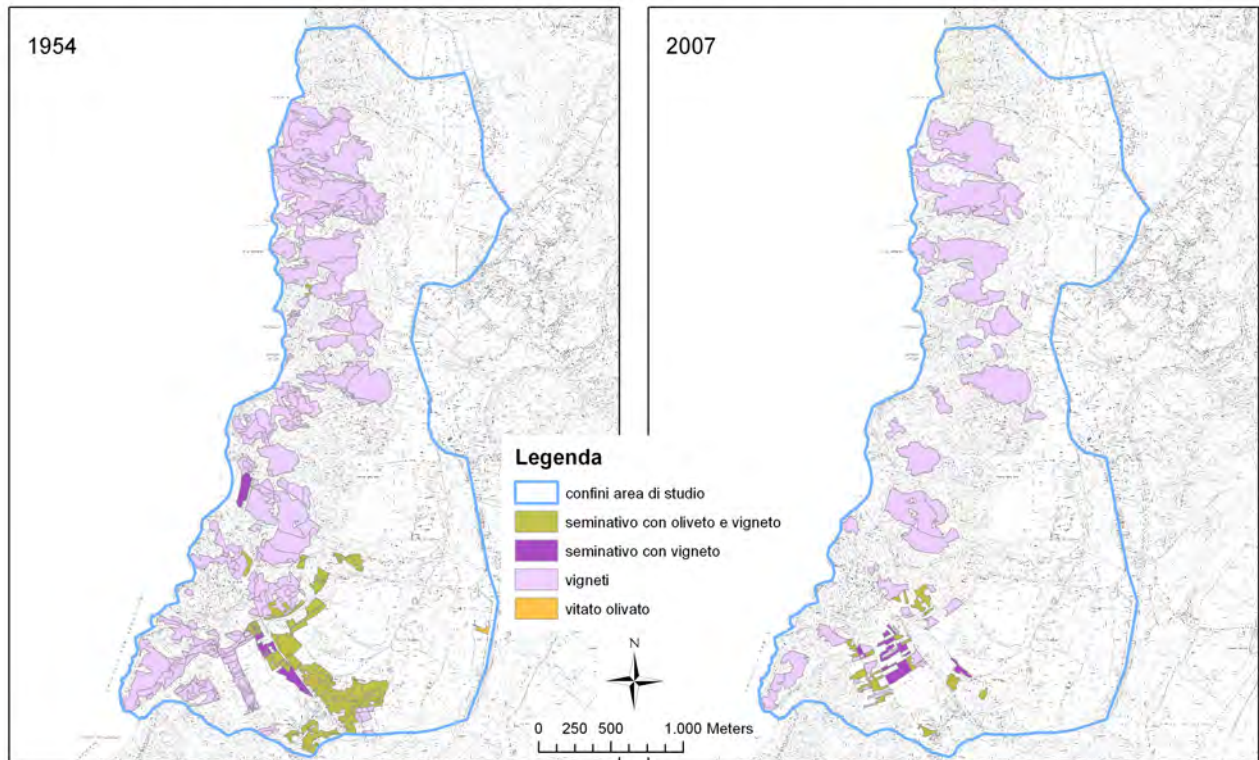 1954
2007
Legenda
confini area di studio
seminativo con oliveto e vigneto
seminativo con vigneto
vigneti
vitato olivato
N
0 250 500 1.000 Meters